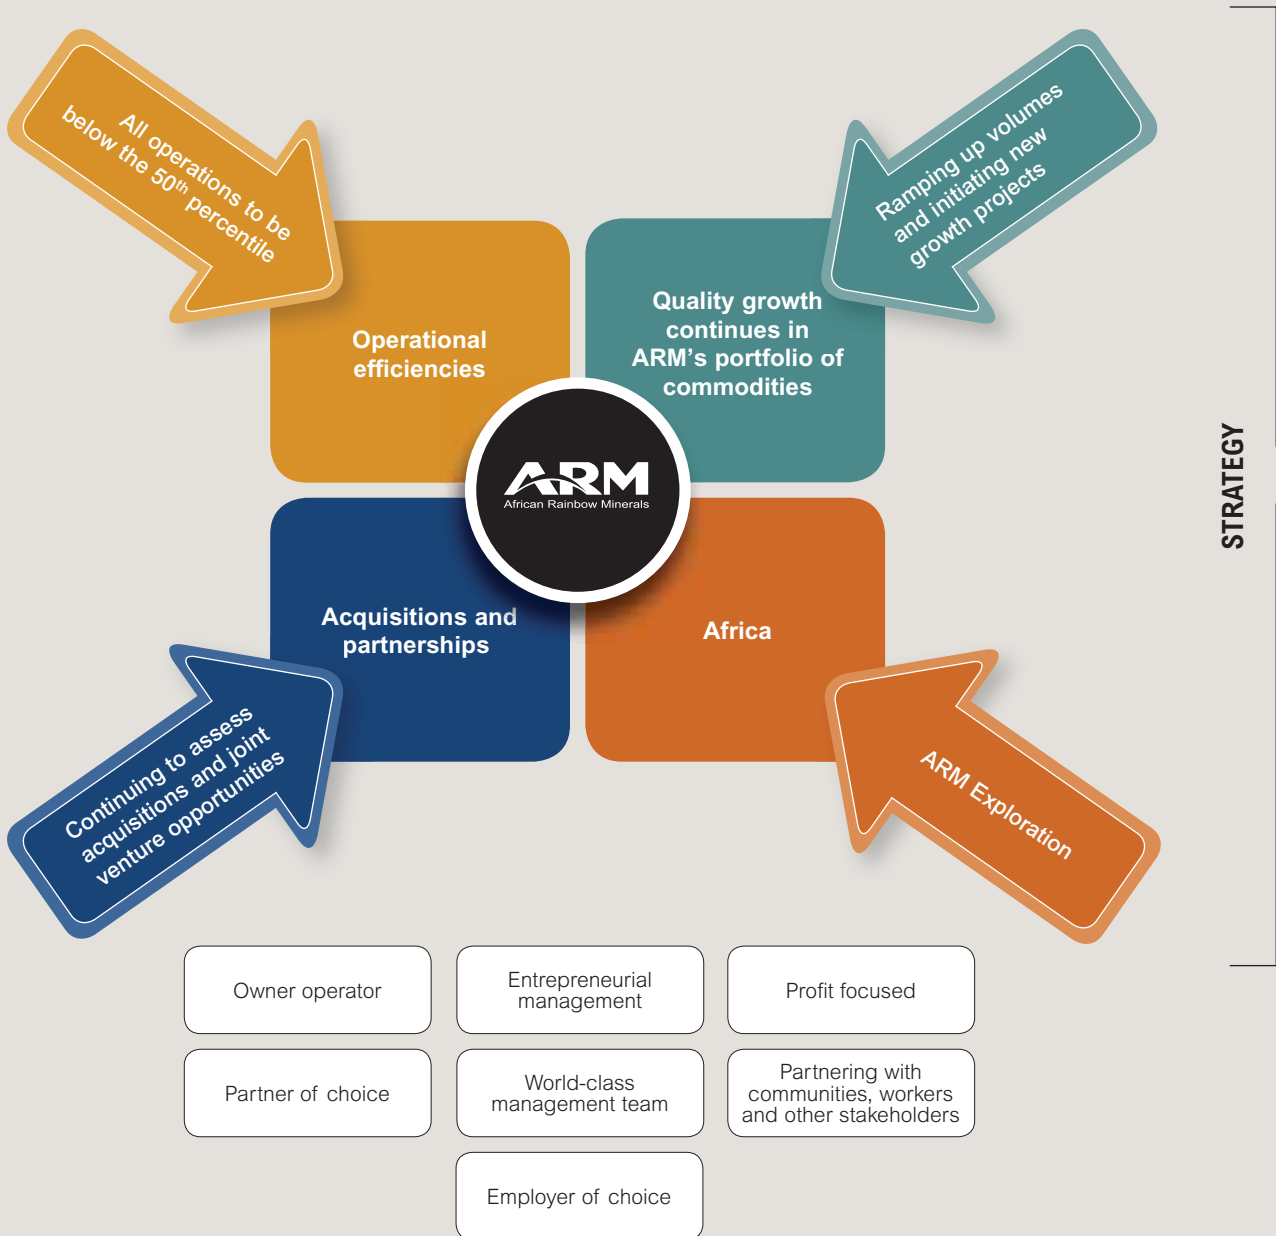 All operations to be
below the 50th percentile
Ramping up volumes
and initiating new
growth projects
Operational
efficiencies
Quality growth
continues in
ARM's portfolio of
commodities
ARM
African Rainbow Minerals
STRATEGY
Acquisitions and
partnerships
Africa
Continuing to assess
acquisitions and joint
venture opportunities
ARM Exploration
Owner operator
Entrepreneurial
management
Profit focused
Partner of choice
World-class
management team
Partnering with
communities, workers
and other stakeholders
Employer of choice